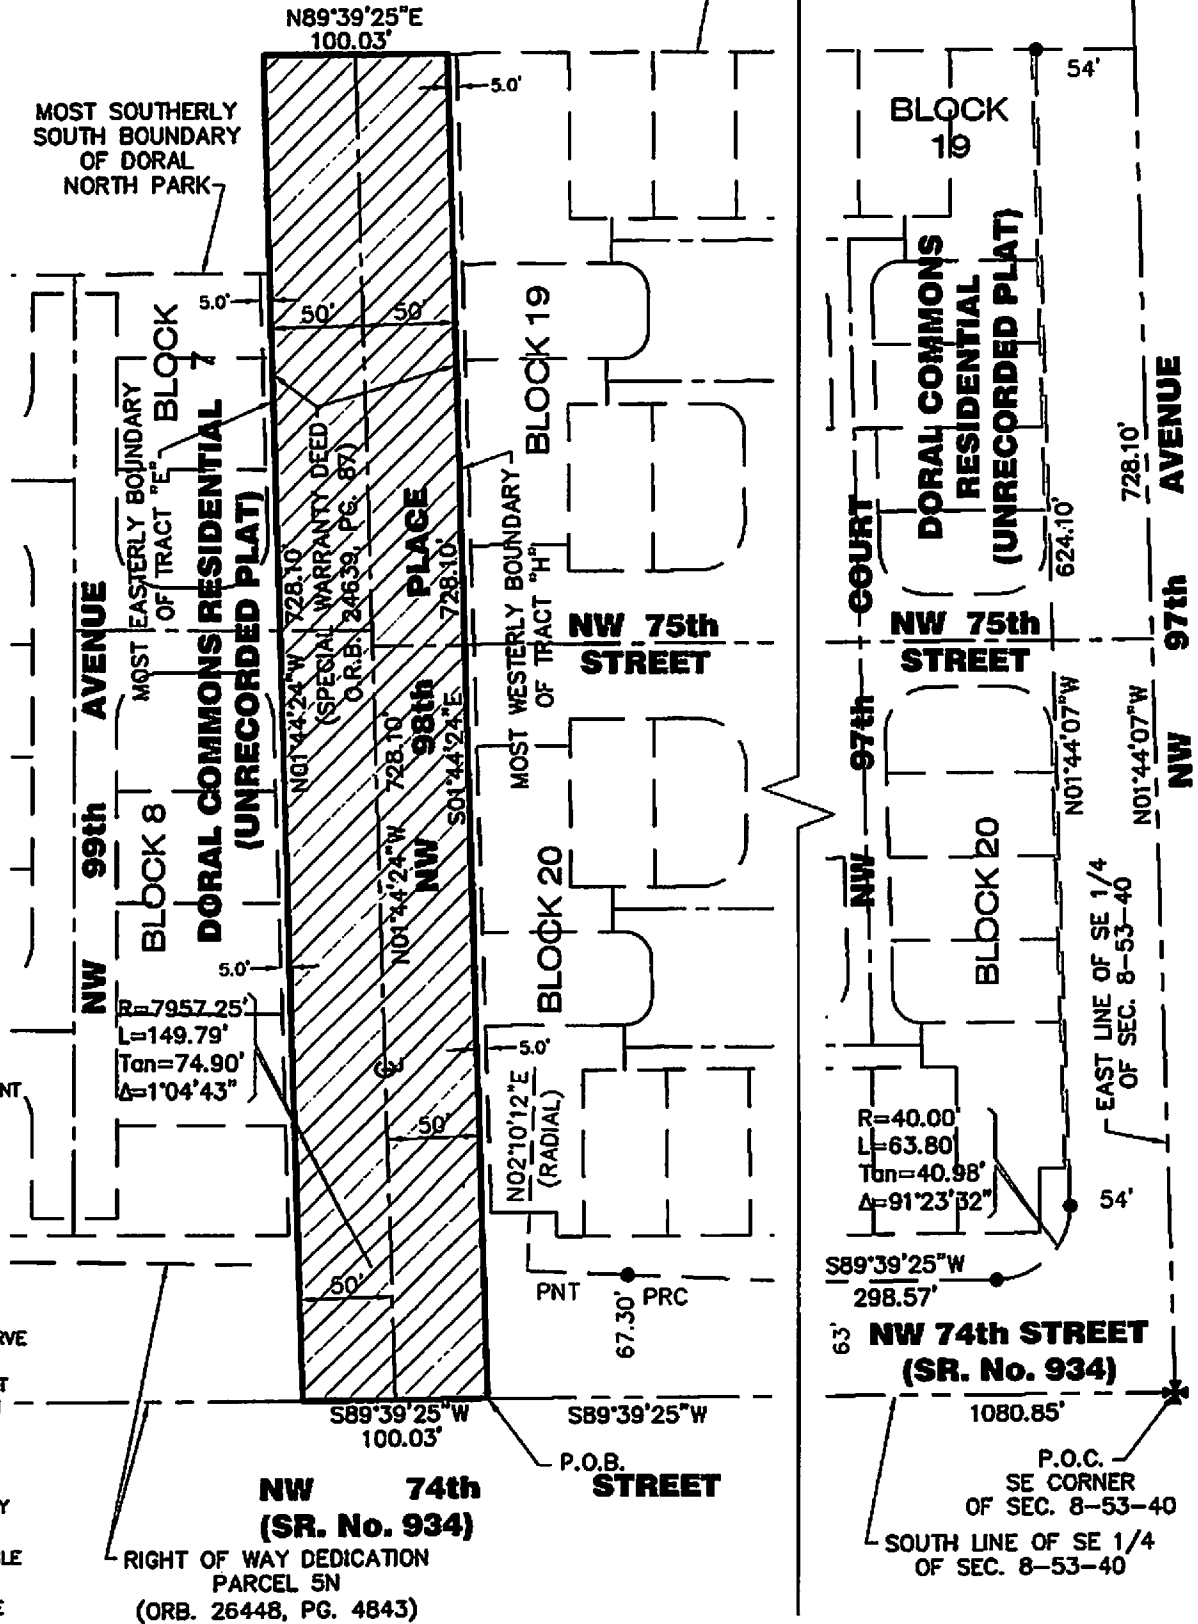 N89°39'25"E
100.03'
54'
5.0'
BLOCK
19
MOST SOUTHERLY
SOUTH BOUNDARY
OF DORAL
NORTH PARK
5.0'
50'
50'
BLOCK
7
BLOCK 19
DORAL COMMONS
RESIDENTIAL
(UNRECORDED PLAT)
MOST EASTERLY BOUNDARY
OF TRACT "E"
DORAL COMMONS RESIDENTIAL
(UNRECORDED PLAT)
(SPECIAL WARRANTY DEED
O.R.B. 24639, PG. 87)
N01°44'24"W
728.10'
NW 98th PLACE
728.10'
S01°44'24"E
MOST WESTERLY BOUNDARY
OF TRACT "H"
N01°44'24"W
728.10'
NW 99th AVENUE
NW 75th
STREET
NW 75th
STREET
NW 97th COURT
624.10'
N01°44'07"W
728.10'
N01°44'07"W
NW 97th AVENUE
BLOCK 8
BLOCK 20
BLOCK 20
EAST LINE OF SE 1/4
OF SEC. 8-53-40
5.0'
R=7957.25'
L=149.79'
Tan=74.90'
Δ=1°04'43"
5.0'
N02°10'12"E
(RADIAL)
50'
NT
R=40.00'
L=63.80'
Tan=40.98'
Δ=91°23'32"
54'
50'
PNT
PRC
67.30'
S89°39'25"W
298.57'
63'
NW 74th STREET
(SR. No. 934)
RVE
T
S89°39'25"W
100.03'
S89°39'25"W
1080.85'
P.O.B.
P.O.C.
SE CORNER
OF SEC. 8-53-40
NW 74th STREET
(SR. No. 934)
Y
SOUTH LINE OF SE 1/4
OF SEC. 8-53-40
LE
RIGHT OF WAY DEDICATION
PARCEL 5N
(ORB. 26448, PG. 4843)
E